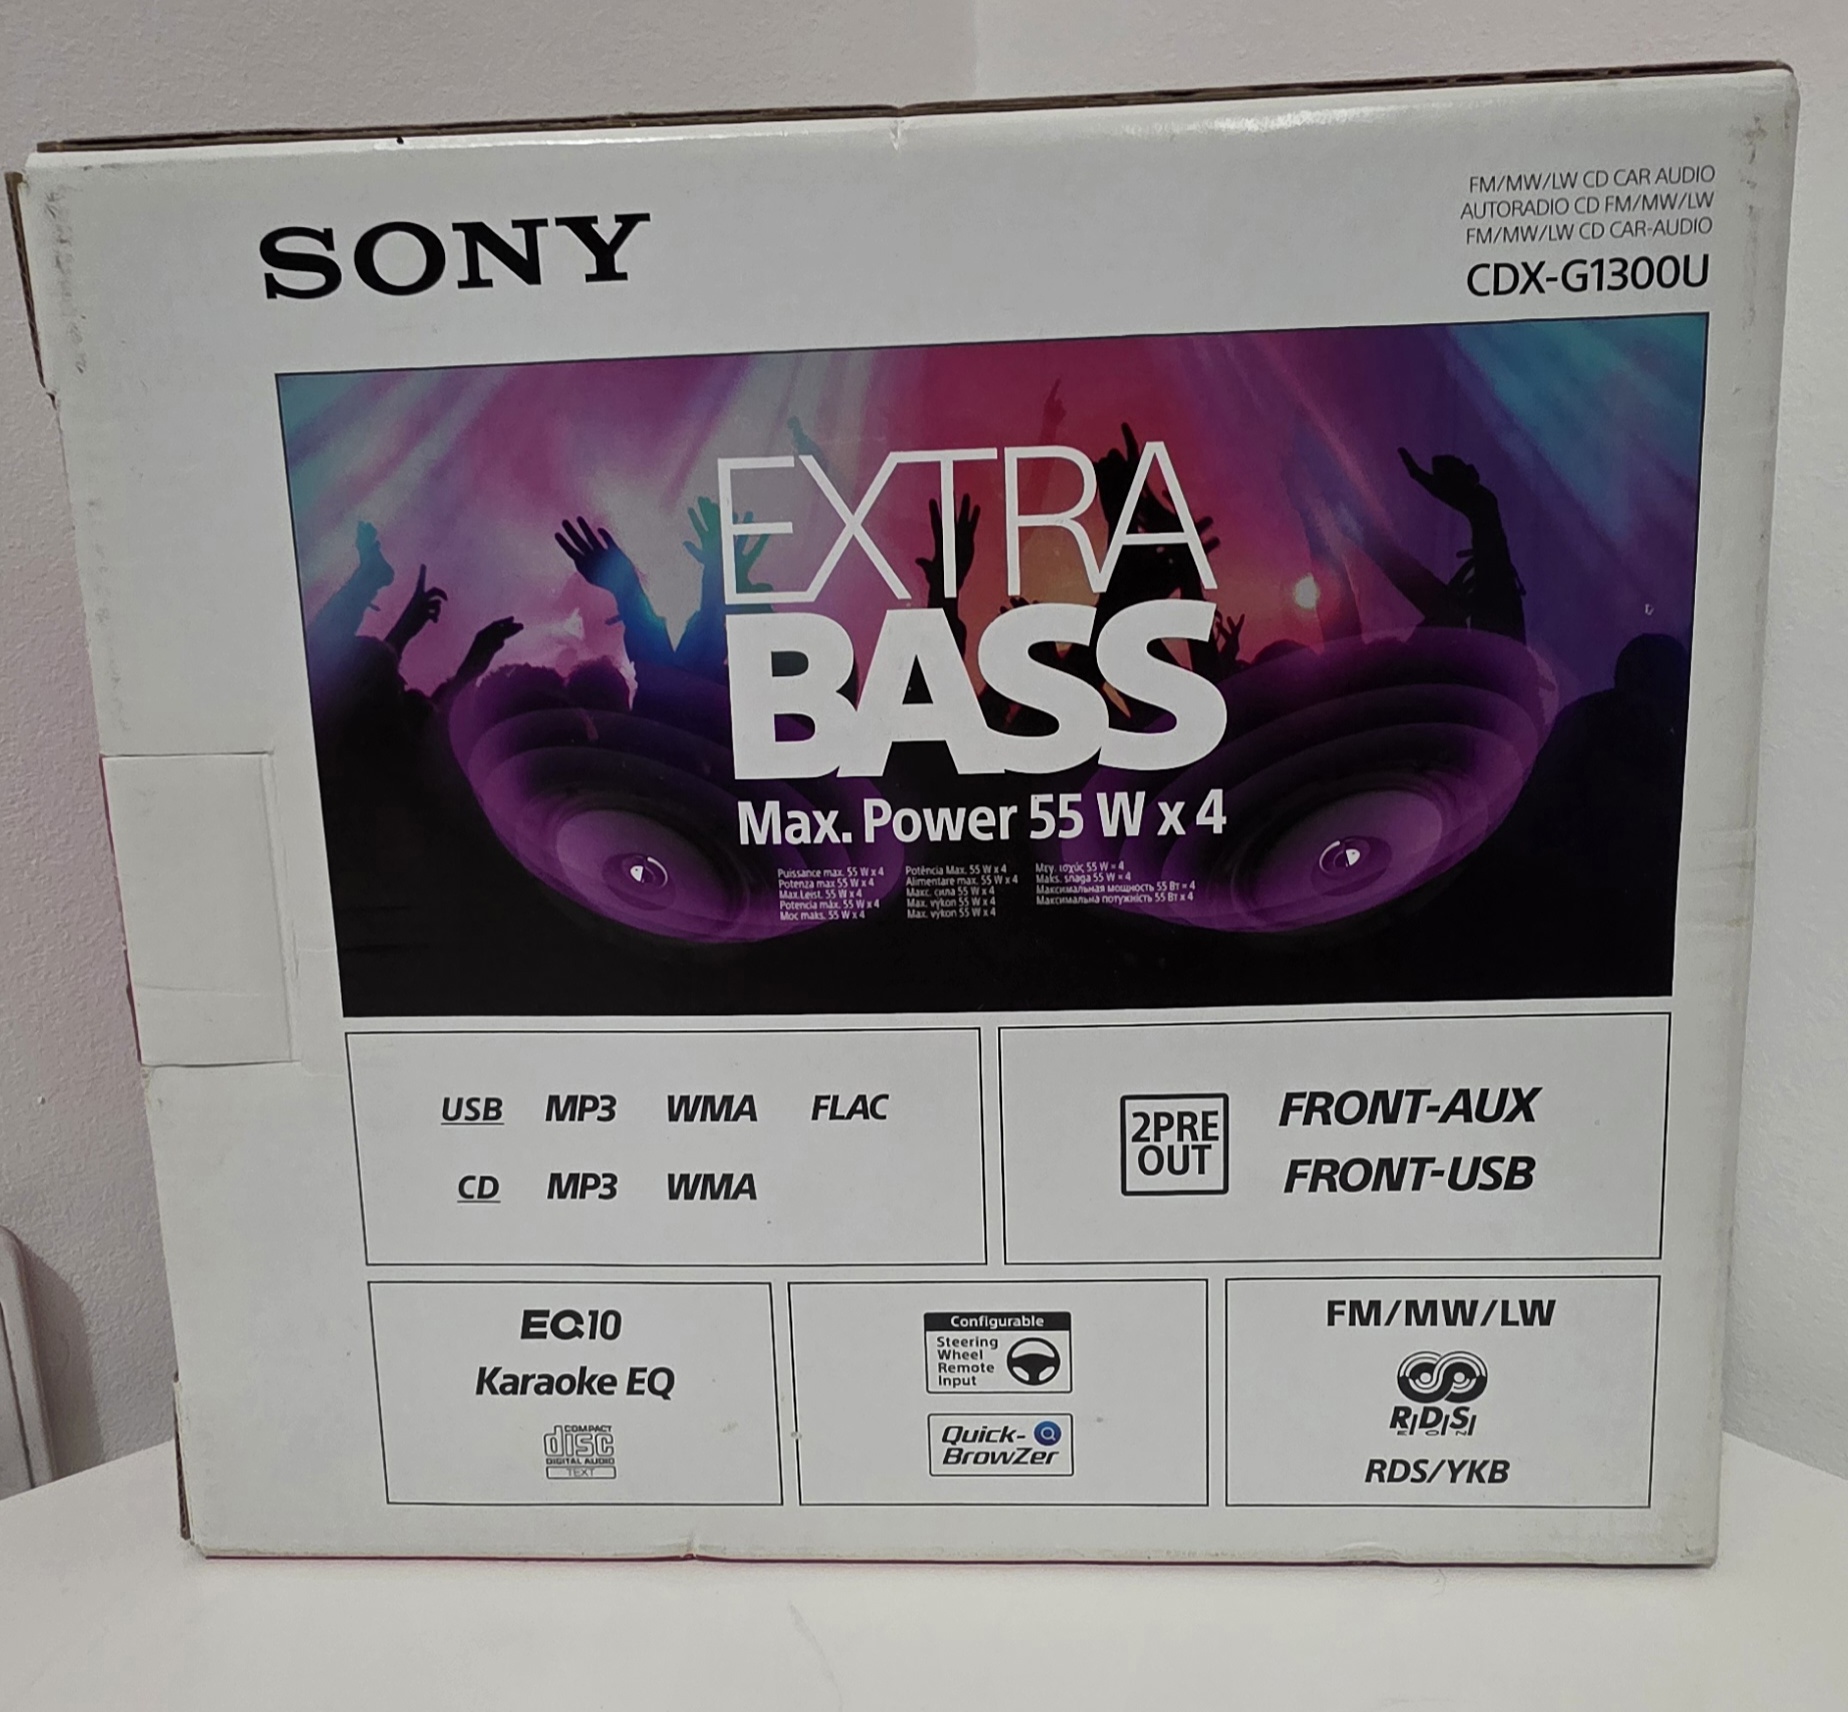 SONY
FM/MW/LW CD CAR AUDIO
AUTORADIO CD FM/MW/LW
FM/MW/LW CD CAR-AUDIO
CDX-G1300U
EXTRA
BASS
Max. Power 55 W x 4
Puissance max. 55 W x 4
Potenza max 55 W x 4
Max Leist. 55 W x 4
Potencia máx. 55 W x 4
Moc maks. 55 W x 4
Potência Max. 55 W x 4
Alimentare max. 55 W x 4
Макс. сила 55 W x 4
Max. výkon 55 W x 4
Max. výkon 55 W x 4
Μεγ. ισχύς 55 W × 4
Maks. snaga 55 W × 4
Максимальная мощность 55 Вт × 4
Максимальна потужність 55 Вт x 4
USB MP3 WMA FLAC
CD MP3 WMA
2PRE
OUT
FRONT-AUX
FRONT-USB
EQ10
Karaoke EQ
COMPACT
disc
DIGITAL AUDIO
TEXT
Configurable
Steering
Wheel
Remote
Input
Quick-
BrowZer
FM/MW/LW
R|D|S|
EON
RDS/YKB